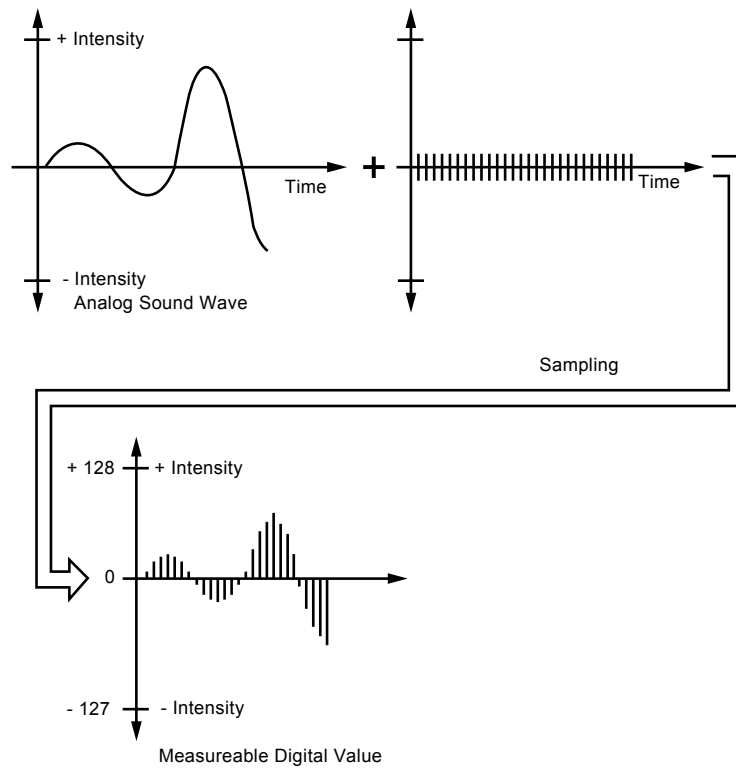 + Intensity
Time
- Intensity
Analog Sound Wave
+
Time
Sampling
+ 128
+ Intensity
0
- 127
- Intensity
Measureable Digital Value